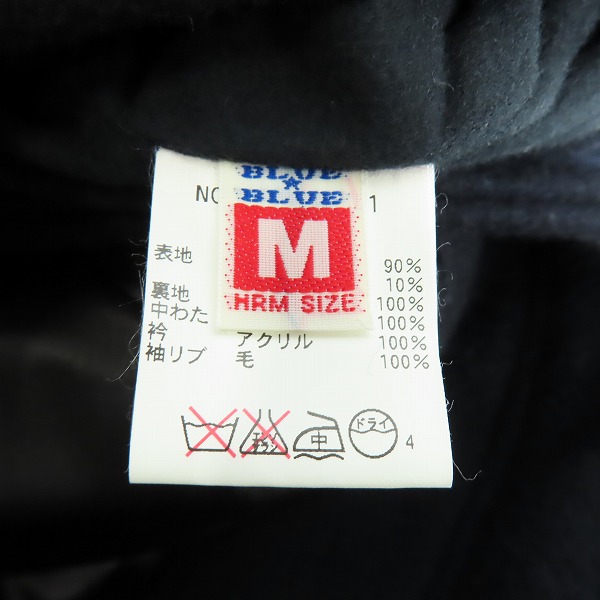 BLUE
BLUE
M
HRM SIZE
NO 1
表地 90%
10%
裏地 100%
中わた 100%
衿 アクリル 100%
袖リブ 毛 100%
中 ドライ
4